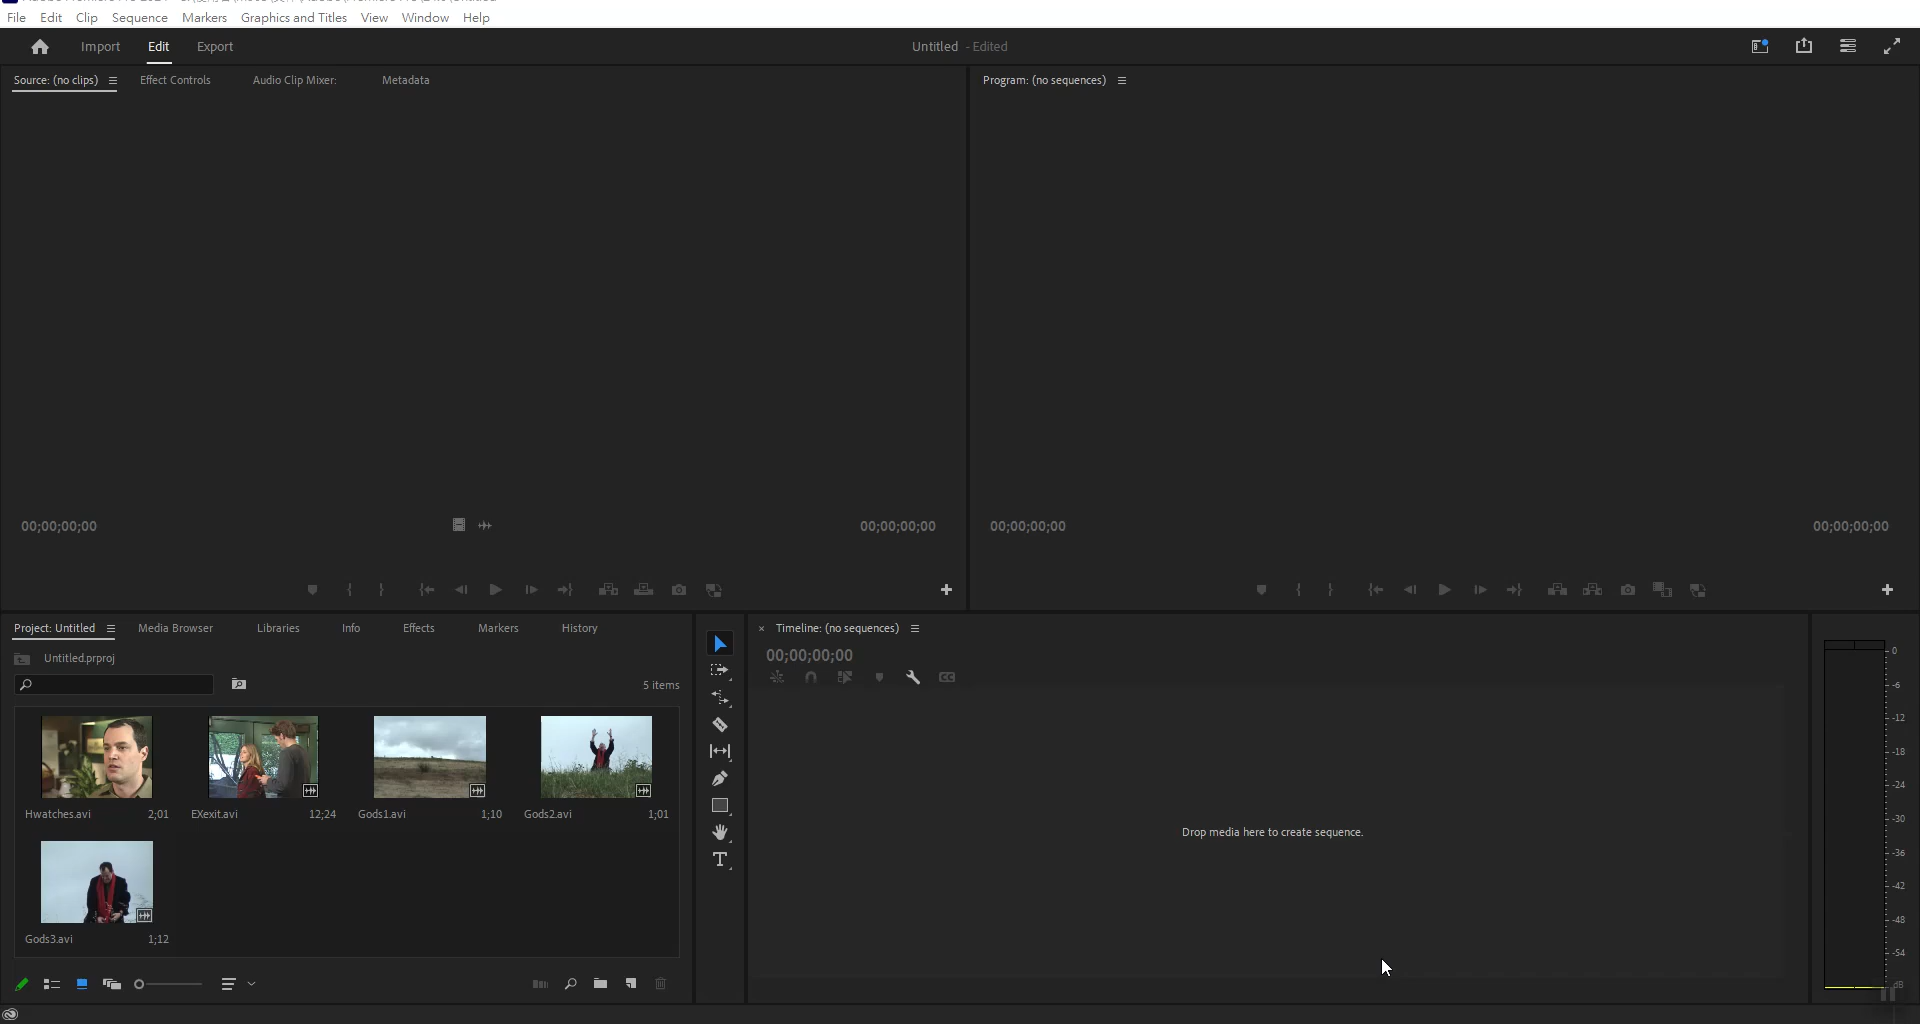 File Edit Clip Sequence Markers Graphics and Titles View Window Help
Import Edit Export Untitled - Edited
Source: (no clips) Effect Controls Audio Clip Mixer: Metadata
Program: (no sequences)
00;00;00;00 00;00;00;00
00;00;00;00 00;00;00;00
Project: Untitled Media Browser Libraries Info Effects Markers History
Untitled.prproj
5 items
Hwatches.avi 2;01 EXexit.avi 12;24 Gods1.avi 1;10 Gods2.avi 1;01
Gods3.avi 1;12
× Timeline: (no sequences)
00;00;00;00
CC
T
Drop media here to create sequence.
0
-6
-12
-18
-24
-30
-36
-42
-48
-54
dB